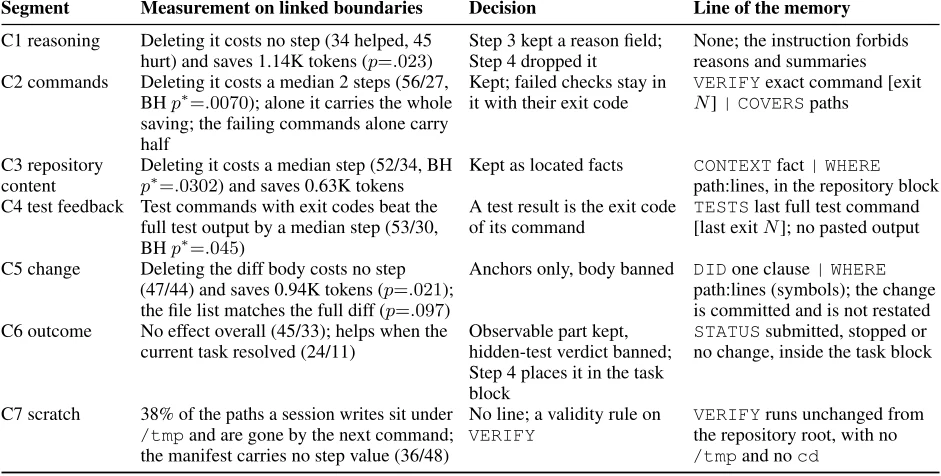 Segment Measurement on linked boundaries Decision Line of the memory
C1 reasoning Deleting it costs no step (34 helped, 45 Step 3 kept a reason field; None; the instruction forbids
hurt) and saves 1.14K tokens (p=.023) Step 4 dropped it reasons and summaries
C2 commands Deleting it costs a median 2 steps (56/27, Kept; failed checks stay in VERIFY exact command [exit
BH p*=.0070); alone it carries the whole it with their exit code N] | COVERS paths
saving; the failing commands alone carry
half
C3 repository Deleting it costs a median step (52/34, BH Kept as located facts CONTEXT fact | WHERE
content p*=.0302) and saves 0.63K tokens path:lines, in the repository block
C4 test feedback Test commands with exit codes beat the A test result is the exit code TESTS last full test command
full test output by a median step (53/30, of its command [last exit N]; no pasted output
BH p*=.045)
C5 change Deleting the diff body costs no step Anchors only, body banned DID one clause | WHERE
(47/44) and saves 0.94K tokens (p=.021); path:lines (symbols); the change
the file list matches the full diff (p=.097) is committed and is not restated
C6 outcome No effect overall (45/33); helps when the Observable part kept, STATUS submitted, stopped or
current task resolved (24/11) hidden-test verdict banned; no change, inside the task block
Step 4 places it in the task
block
C7 scratch 38% of the paths a session writes sit under No line; a validity rule on VERIFY runs unchanged from
/tmp and are gone by the next command; VERIFY the repository root, with no
the manifest carries no step value (36/48) /tmp and no cd